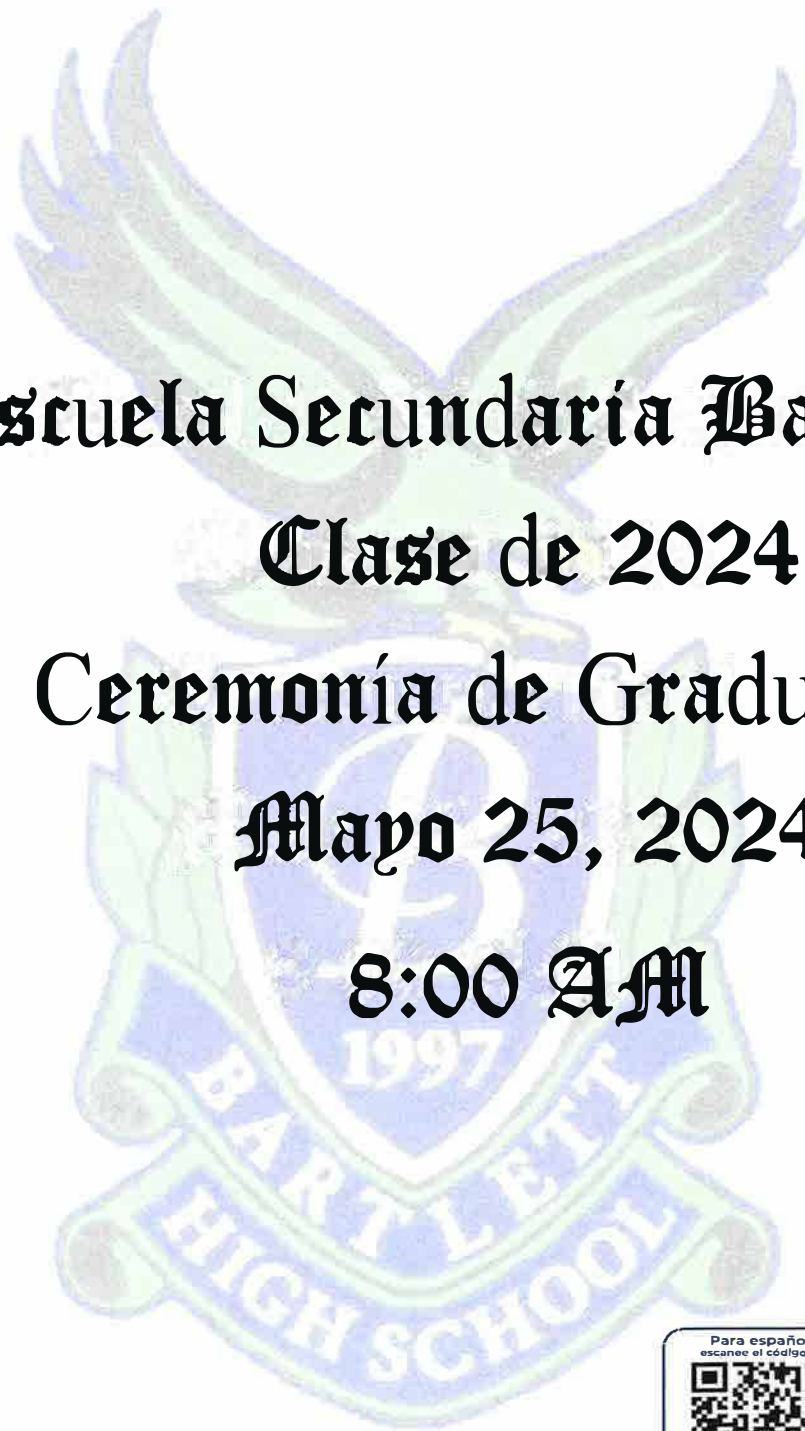 scuela Secundaria Ba
Clase de 2024
Ceremonia de Gradu
Mayo 25, 2024
8:00 AM
B
1997
BARTLETT
HIGH SCHOOL
Para españo
escanee el código